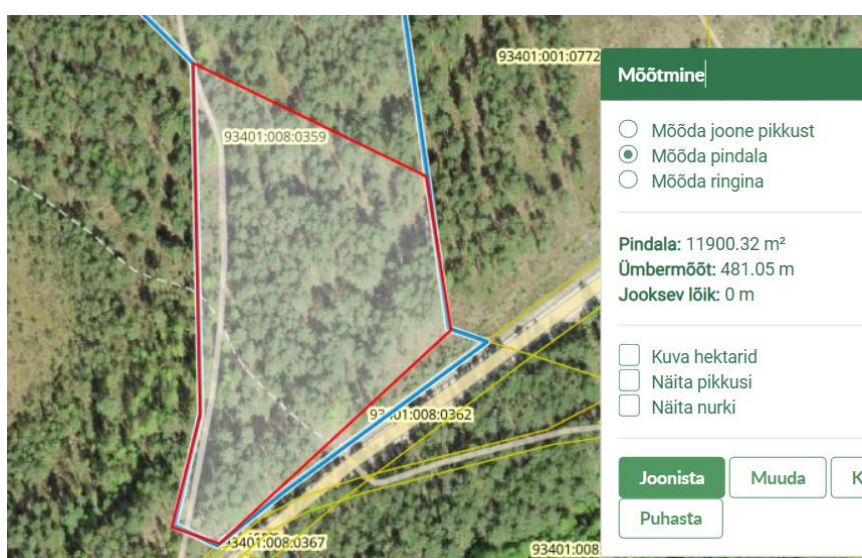 93401:001:0772
Mõõtmine
93401:008:0359
Mõõda joone pikkust
Mõõda pindala
Mõõda ringina
Pindala: 11900.32 m²
Ümbermõõt: 481.05 m
Jooksev lõik: 0 m
Kuva hektarid
Näita pikkusi
Näita nurki
93401:008:0362
Joonista
Muuda
K
Puhasta
93401:008:0367
93401:008: